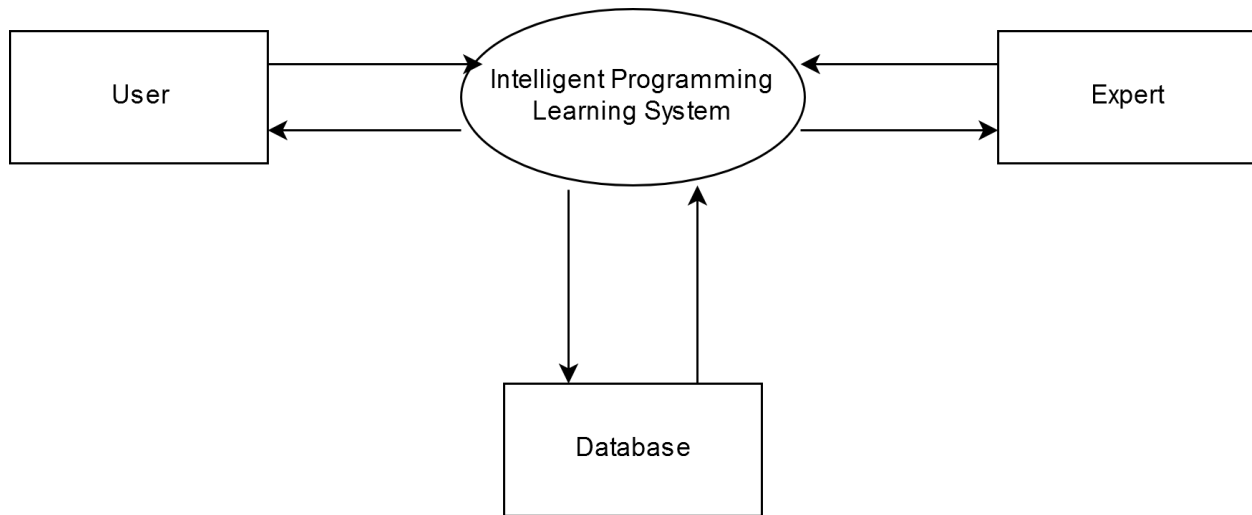 User
Intelligent Programming
Learning System
Expert
Database